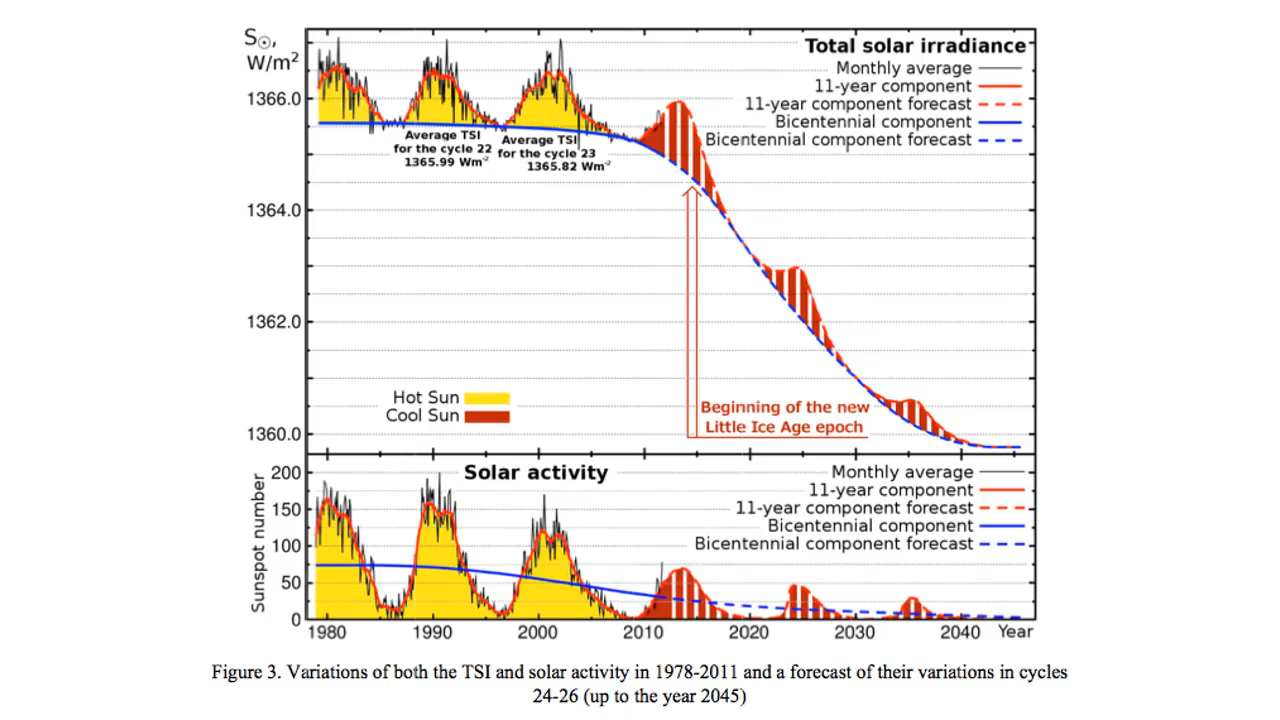 S☉,
W/m²
Total solar irradiance
Monthly average
11-year component
11-year component forecast
Bicentennial component
Bicentennial component forecast
1366.0
1364.0
1362.0
1360.0
Average TSI
for the cycle 22
1365.99 Wm⁻²
Average TSI
for the cycle 23
1365.82 Wm⁻²
Hot Sun
Cool Sun
Beginning of the new
Little Ice Age epoch
Solar activity
Sunspot number
200
150
100
50
0
Monthly average
11-year component
11-year component forecast
Bicentennial component
Bicentennial component forecast
1980 1990 2000 2010 2020 2030 2040 Year
Figure 3. Variations of both the TSI and solar activity in 1978-2011 and a forecast of their variations in cycles
24-26 (up to the year 2045)